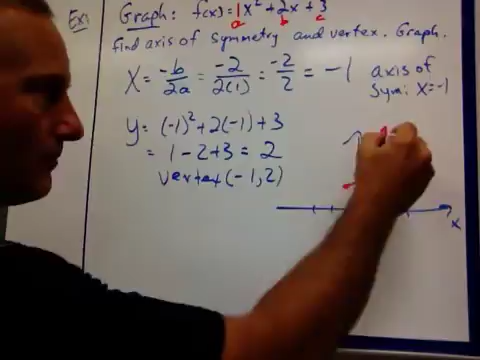 Ex: Graph: f(x)=1x²+2x+3
a b c
Find axis of symmetry and vertex. Graph.
X = -b/2a = -2/2(1) = -2/2 = -1 axis of
sym: X=-1
y = (-1)²+2(-1)+3
= 1-2+3 = 2
vertex (-1,2)
x